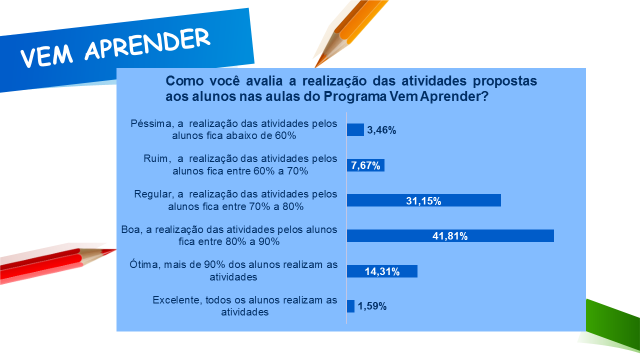 VEM APRENDER
Como você avalia a realização das atividades propostas
aos alunos nas aulas do Programa Vem Aprender?
Péssima, a realização das atividades pelos
alunos fica abaixo de 60%
3,46%
Ruim, a realização das atividades pelos
alunos fica entre 60% a 70%
7,67%
Regular, a realização das atividades pelos
alunos fica entre 70% a 80%
31,15%
Boa, a realização das atividades pelos alunos
fica entre 80% a 90%
41,81%
Ótima, mais de 90% dos alunos realizam as
atividades
14,31%
Excelente, todos os alunos realizam as
atividades
1,59%